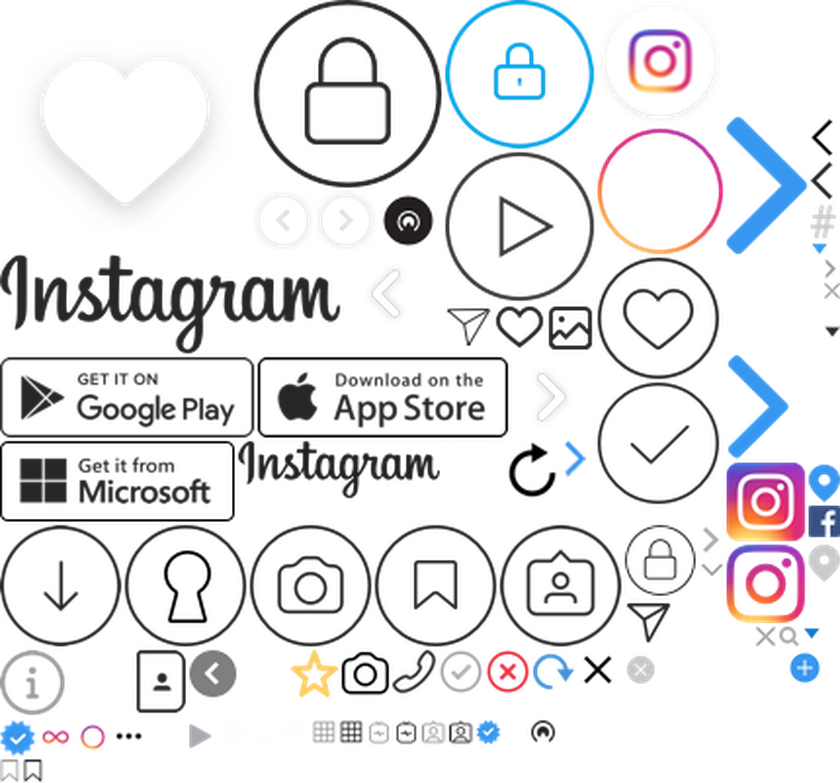 Instagram
GET IT ON
Google Play
Download on the
App Store
Get it from
Microsoft
Instagram